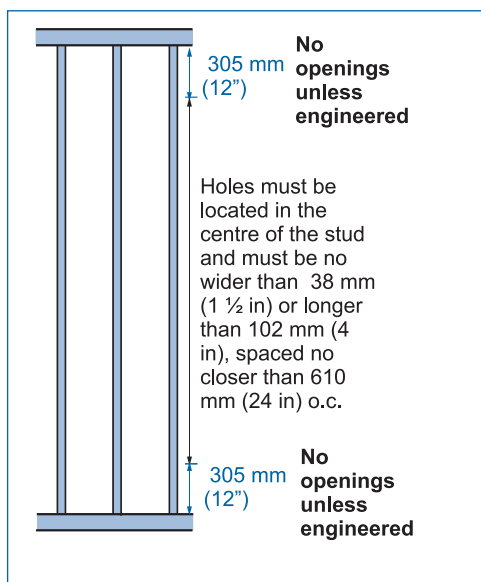 305 mm
(12”)
No
openings
unless
engineered
Holes must be
located in the
centre of the stud
and must be no
wider than 38 mm
(1 ½ in) or longer
than 102 mm (4
in), spaced no
closer than 610
mm (24 in) o.c.
305 mm
(12”)
No
openings
unless
engineered